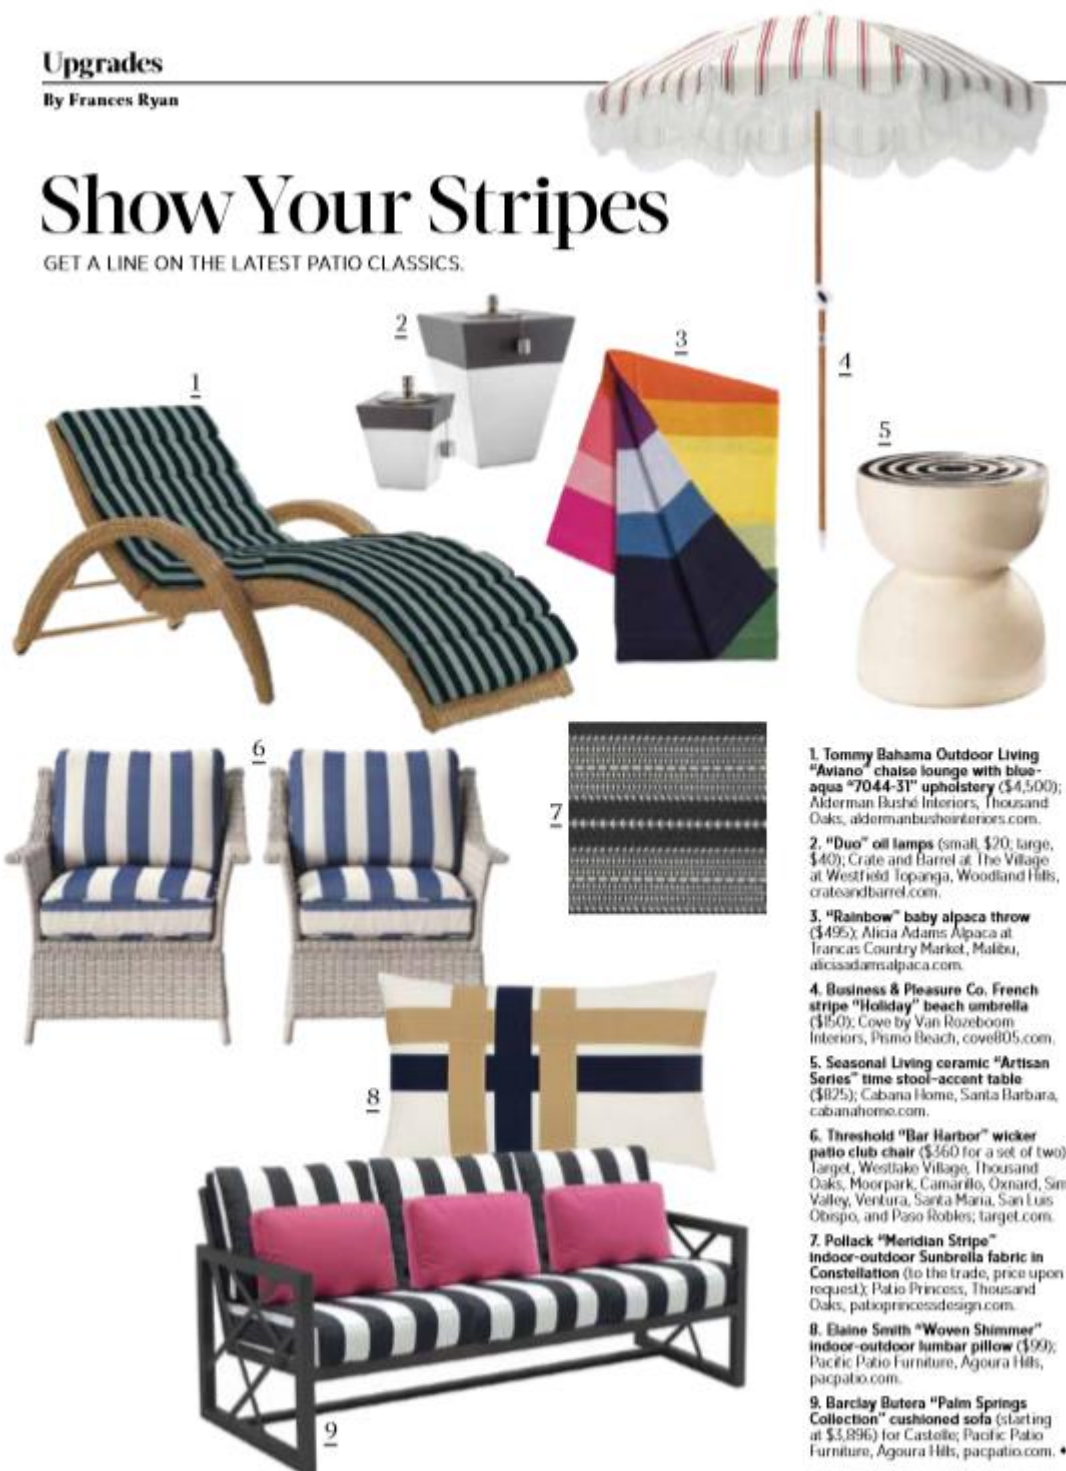 Upgrades
By Frances Ryan
Show Your Stripes
GET A LINE ON THE LATEST PATIO CLASSICS.
1
2
3
4
5
6
7
8
9
1. Tommy Bahama Outdoor Living
"Aviano" chaise lounge with blue-
aqua "7044-31" upholstery ($4,500);
Alderman Bushé Interiors, Thousand
Oaks, aldermanbusheinteriors.com.
2. "Duo" oil lamps (small, $20; large,
$40); Crate and Barrel at The Village
at Westfield Topanga, Woodland Hills,
crateandbarrel.com.
3. "Rainbow" baby alpaca throw
($495); Alicia Adams Alpaca at
Trancas Country Market, Malibu,
aliciaadamsalpaca.com.
4. Business & Pleasure Co. French
stripe "Holiday" beach umbrella
($150); Cove by Van Rozeboom
Interiors, Pismo Beach, cove805.com.
5. Seasonal Living ceramic "Artisan
Series" time stool-accent table
($825); Cabana Home, Santa Barbara,
cabanahome.com.
6. Threshold "Bar Harbor" wicker
patio club chair ($360 for a set of two)
Target, Westlake Village, Thousand
Oaks, Moorpark, Camarillo, Oxnard, Sim
Valley, Ventura, Santa Maria, San Luis
Obispo, and Paso Robles; target.com.
7. Pollack "Meridian Stripe"
indoor-outdoor Sunbrella fabric in
Constellation (to the trade, price upon
request); Patio Princess, Thousand
Oaks, patioprincessdesign.com.
8. Elaine Smith "Woven Shimmer"
indoor-outdoor lumbar pillow ($99);
Pacific Patio Furniture, Agoura Hills,
pacpatio.com.
9. Barclay Butera "Palm Springs
Collection" cushioned sofa (starting
at $3,896) for Castelle; Pacific Patio
Furniture, Agoura Hills, pacpatio.com.